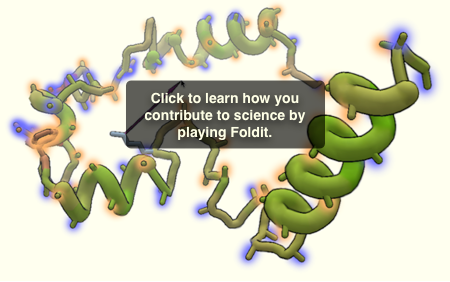 Click to learn how you
contribute to science by
playing Foldit.